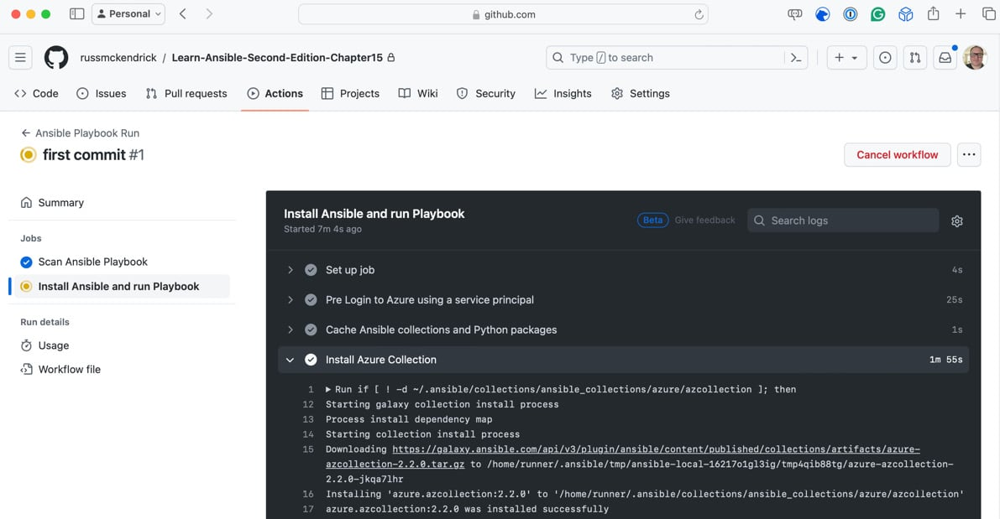 Personal
github.com
russmckendrick / Learn-Ansible-Second-Edition-Chapter15
Type / to search
Code Issues Pull requests Actions Projects Wiki Security Insights Settings
Ansible Playbook Run
first commit #1
Cancel workflow
Summary
Jobs
Scan Ansible Playbook
Install Ansible and run Playbook
Run details
Usage
Workflow file
Install Ansible and run Playbook
Started 7m 4s ago
Beta Give feedback
Search logs
Set up job 4s
Pre Login to Azure using a service principal 25s
Cache Ansible collections and Python packages 1s
Install Azure Collection 1m 55s
1 Run if [ ! -d ~/.ansible/collections/ansible_collections/azure/azcollection ]; then
12 Starting galaxy collection install process
13 Process install dependency map
14 Starting collection install process
15 Downloading https://galaxy.ansible.com/api/v3/plugin/ansible/content/published/collections/artifacts/azure-
azcollection-2.2.0.tar.gz to /home/runner/.ansible/tmp/ansible-local-16217o1gl3ig/tmp4qib88tg/azure-azcollection-
2.2.0-jkqa7lhr
16 Installing 'azure.azcollection:2.2.0' to '/home/runner/.ansible/collections/ansible_collections/azure/azcollection'
17 azure.azcollection:2.2.0 was installed successfully